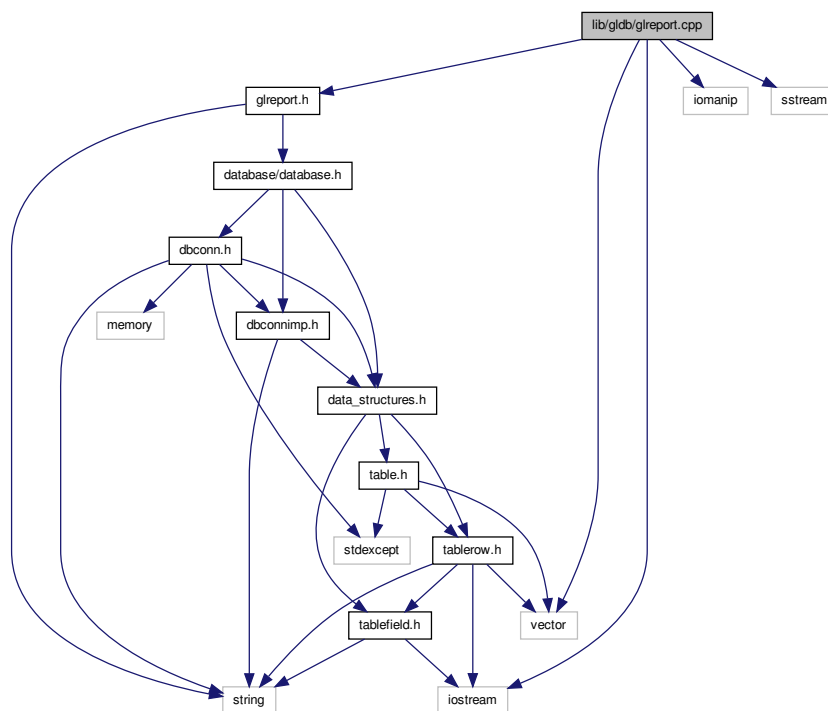 lib/gldb/glreport.cpp
glreport.h
iomanip
sstream
database/database.h
dbconn.h
memory
dbconnimp.h
data_structures.h
table.h
stdexcept
tablerow.h
tablefield.h
vector
string
iostream